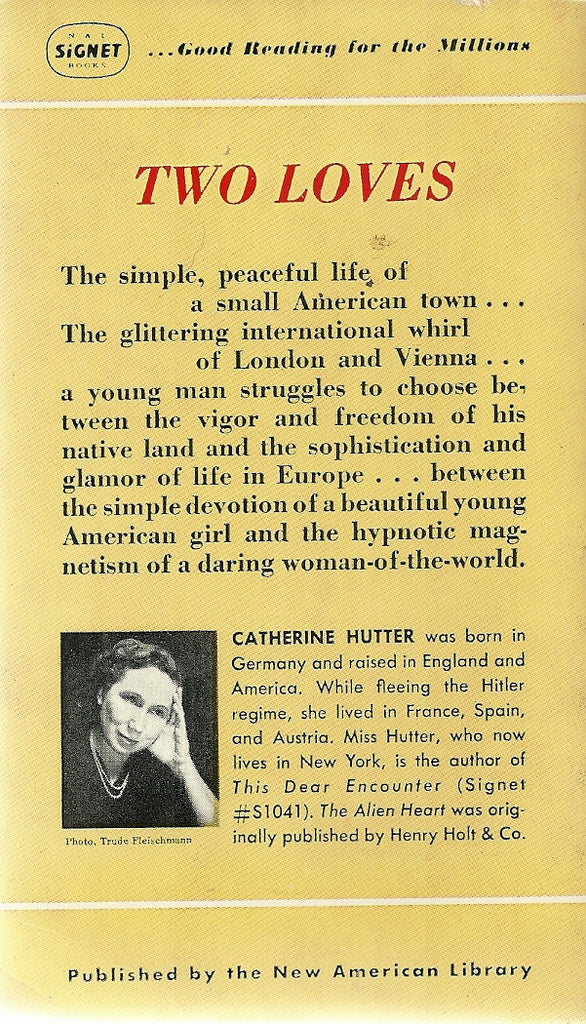 N A L
SiGNET
BOOKS
...Good Reading for the Millions
TWO LOVES
The simple, peaceful life of
a small American town . . .
The glittering international whirl
of London and Vienna . . .
a young man struggles to choose be-
tween the vigor and freedom of his
native land and the sophistication and
glamor of life in Europe . . . between
the simple devotion of a beautiful young
American girl and the hypnotic mag-
netism of a daring woman-of-the-world.
CATHERINE HUTTER was born in
Germany and raised in England and
America. While fleeing the Hitler
regime, she lived in France, Spain,
and Austria. Miss Hutter, who now
lives in New York, is the author of
This Dear Encounter (Signet
#S1041). The Alien Heart was orig-
inally published by Henry Holt & Co.
Photo, Trude Fleischmann
Published by the New American Library